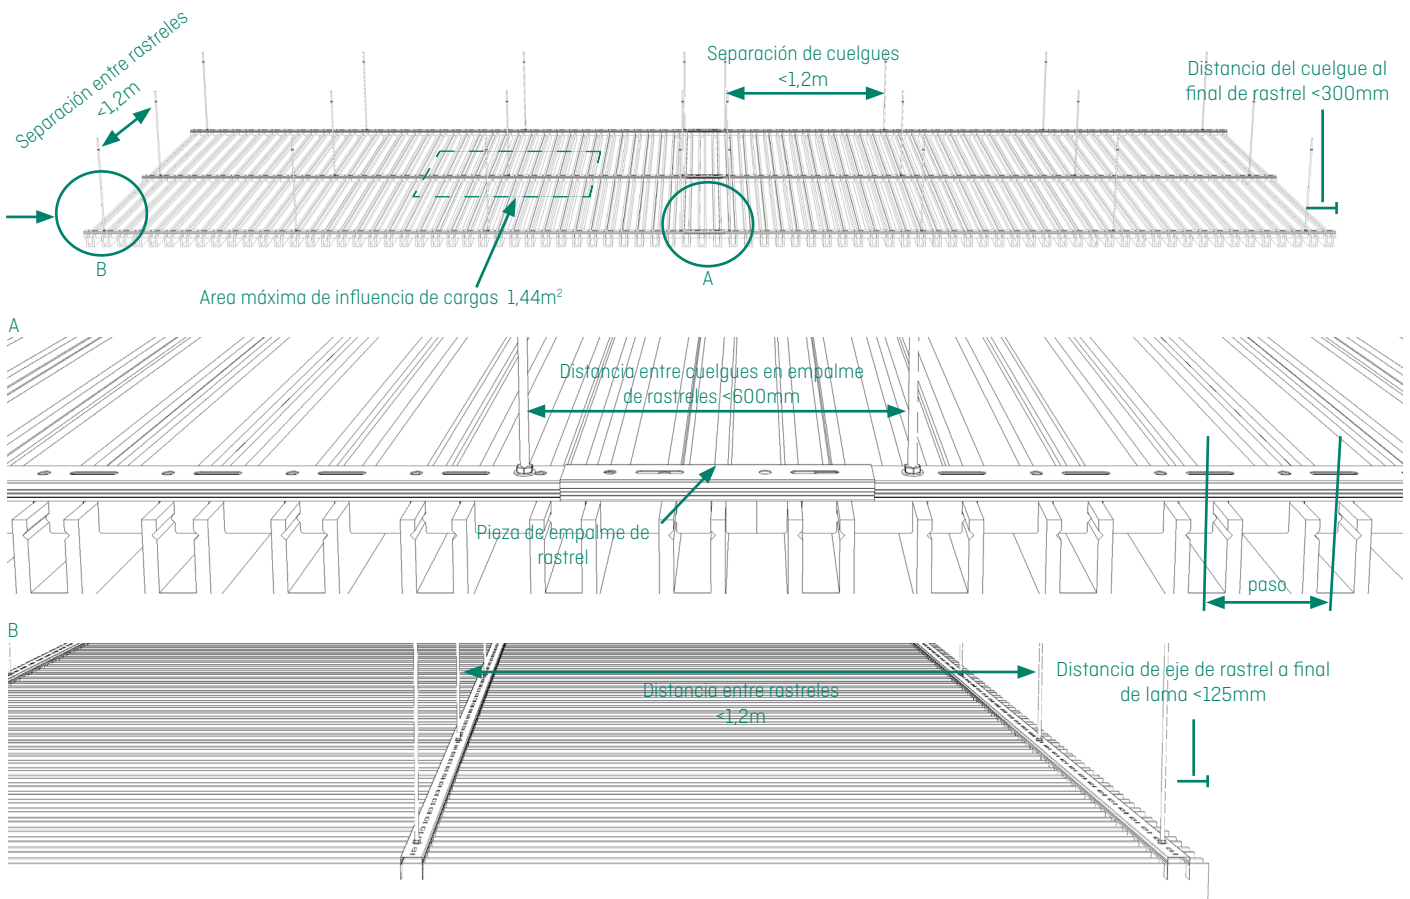 Separación entre rastreles
<1,2m
Separación de cuelgues
<1,2m
Distancia del cuelgue al
final de rastrel <300mm
B
A
Area máxima de influencia de cargas 1,44m²
A
Distancia entre cuelgues en empalme
de rastreles <600mm
Pieza de empalme de
rastrel
paso
B
Distancia entre rastreles
<1,2m
Distancia de eje de rastrel a final
de lama <125mm